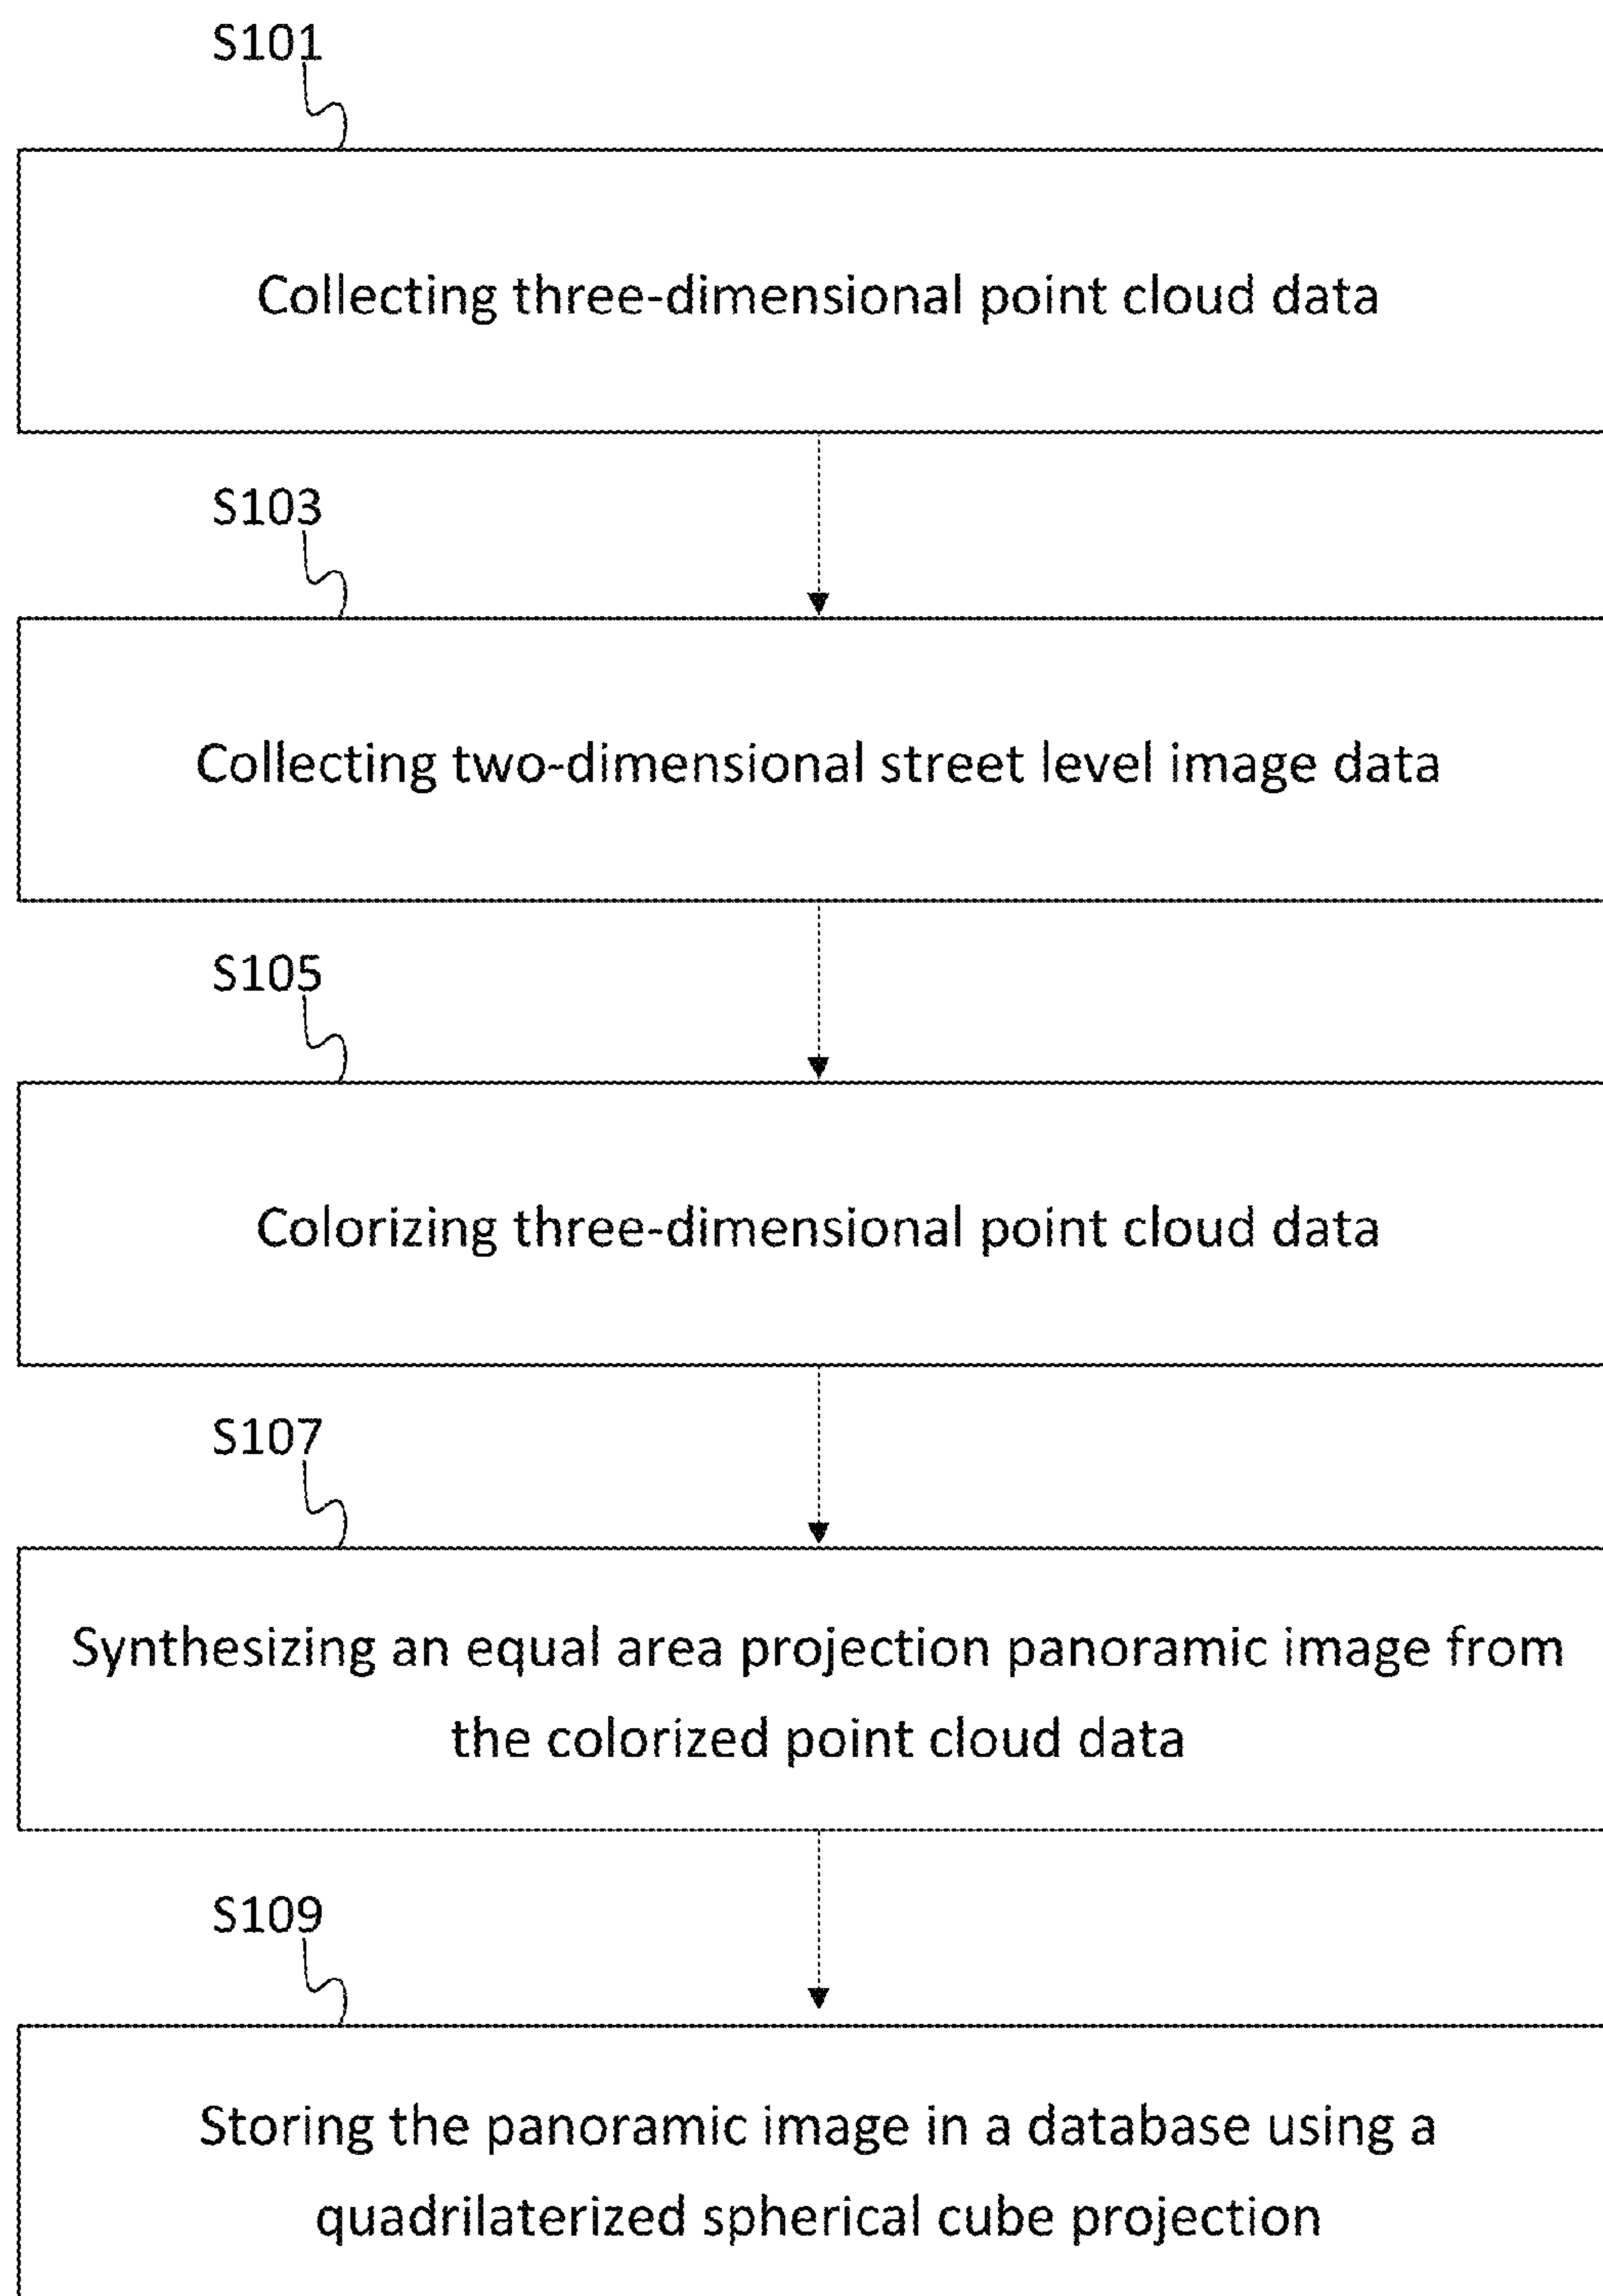 S101
Collecting three-dimensional point cloud data
S103
Collecting two-dimensional street level image data
S105
Colorizing three-dimensional point cloud data
S107
Synthesizing an equal area projection panoramic image from
the colorized point cloud data
S109
Storing the panoramic image in a database using a
quadrilaterized spherical cube projection